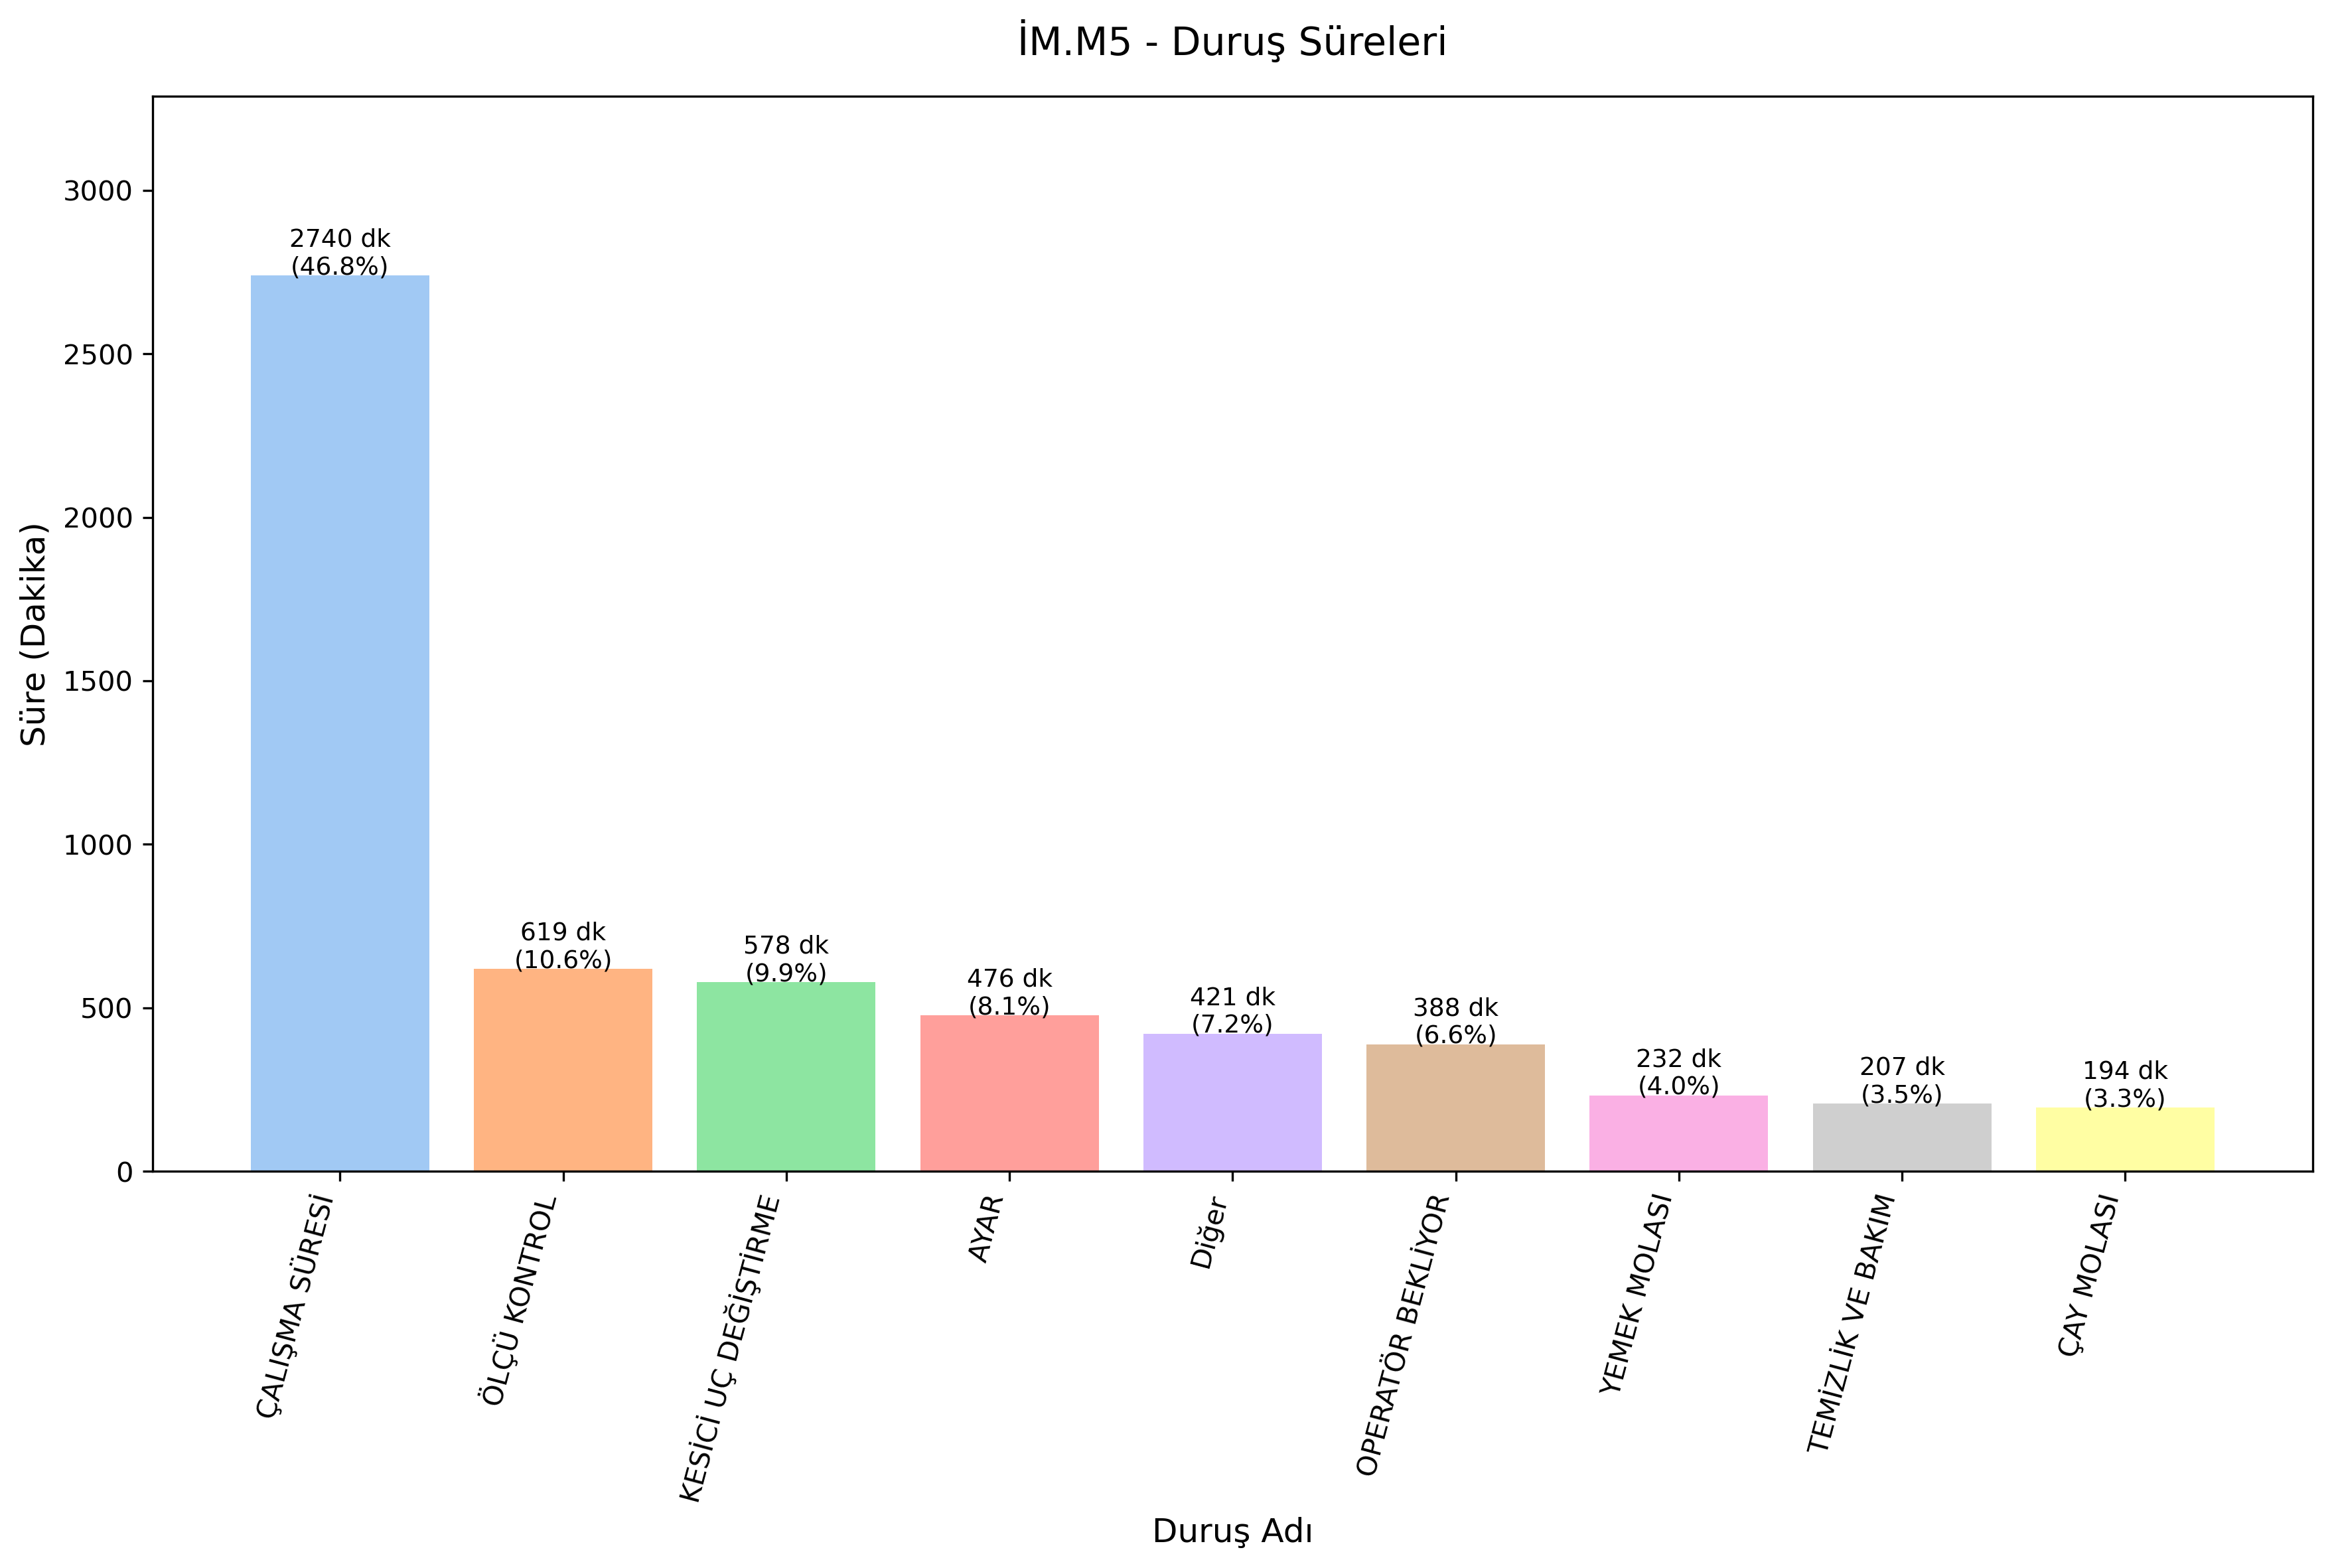 İM.M5 - Duruş Süreleri
Süre (Dakika)
3000
2500
2000
1500
1000
500
0
2740 dk
(46.8%)
619 dk
(10.6%)
578 dk
(9.9%)
476 dk
(8.1%)
421 dk
(7.2%)
388 dk
(6.6%)
232 dk
(4.0%)
207 dk
(3.5%)
194 dk
(3.3%)
ÇALIŞMA SÜRESİ
ÖLÇÜ KONTROL
KESİCİ UÇ DEĞİŞTİRME
AYAR
Diğer
OPERATÖR BEKLİYOR
YEMEK MOLASI
TEMİZLİK VE BAKIM
ÇAY MOLASI
Duruş Adı